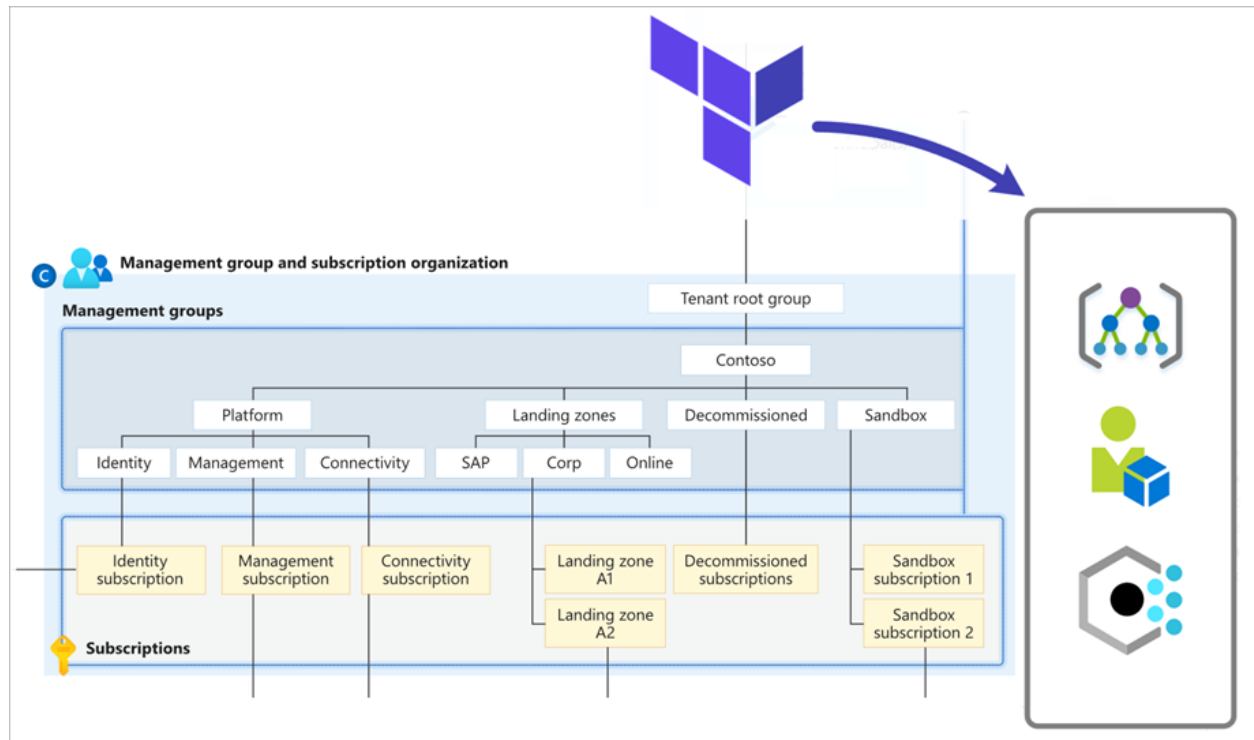 C
Management group and subscription organization
Tenant root group
Management groups
Contoso
Platform
Landing zones
Decommissioned
Sandbox
Identity
Management
Connectivity
SAP
Corp
Online
Identity
subscription
Management
subscription
Connectivity
subscription
Landing zone
A1
Decommissioned
subscriptions
Sandbox
subscription 1
Landing zone
A2
Sandbox
subscription 2
Subscriptions